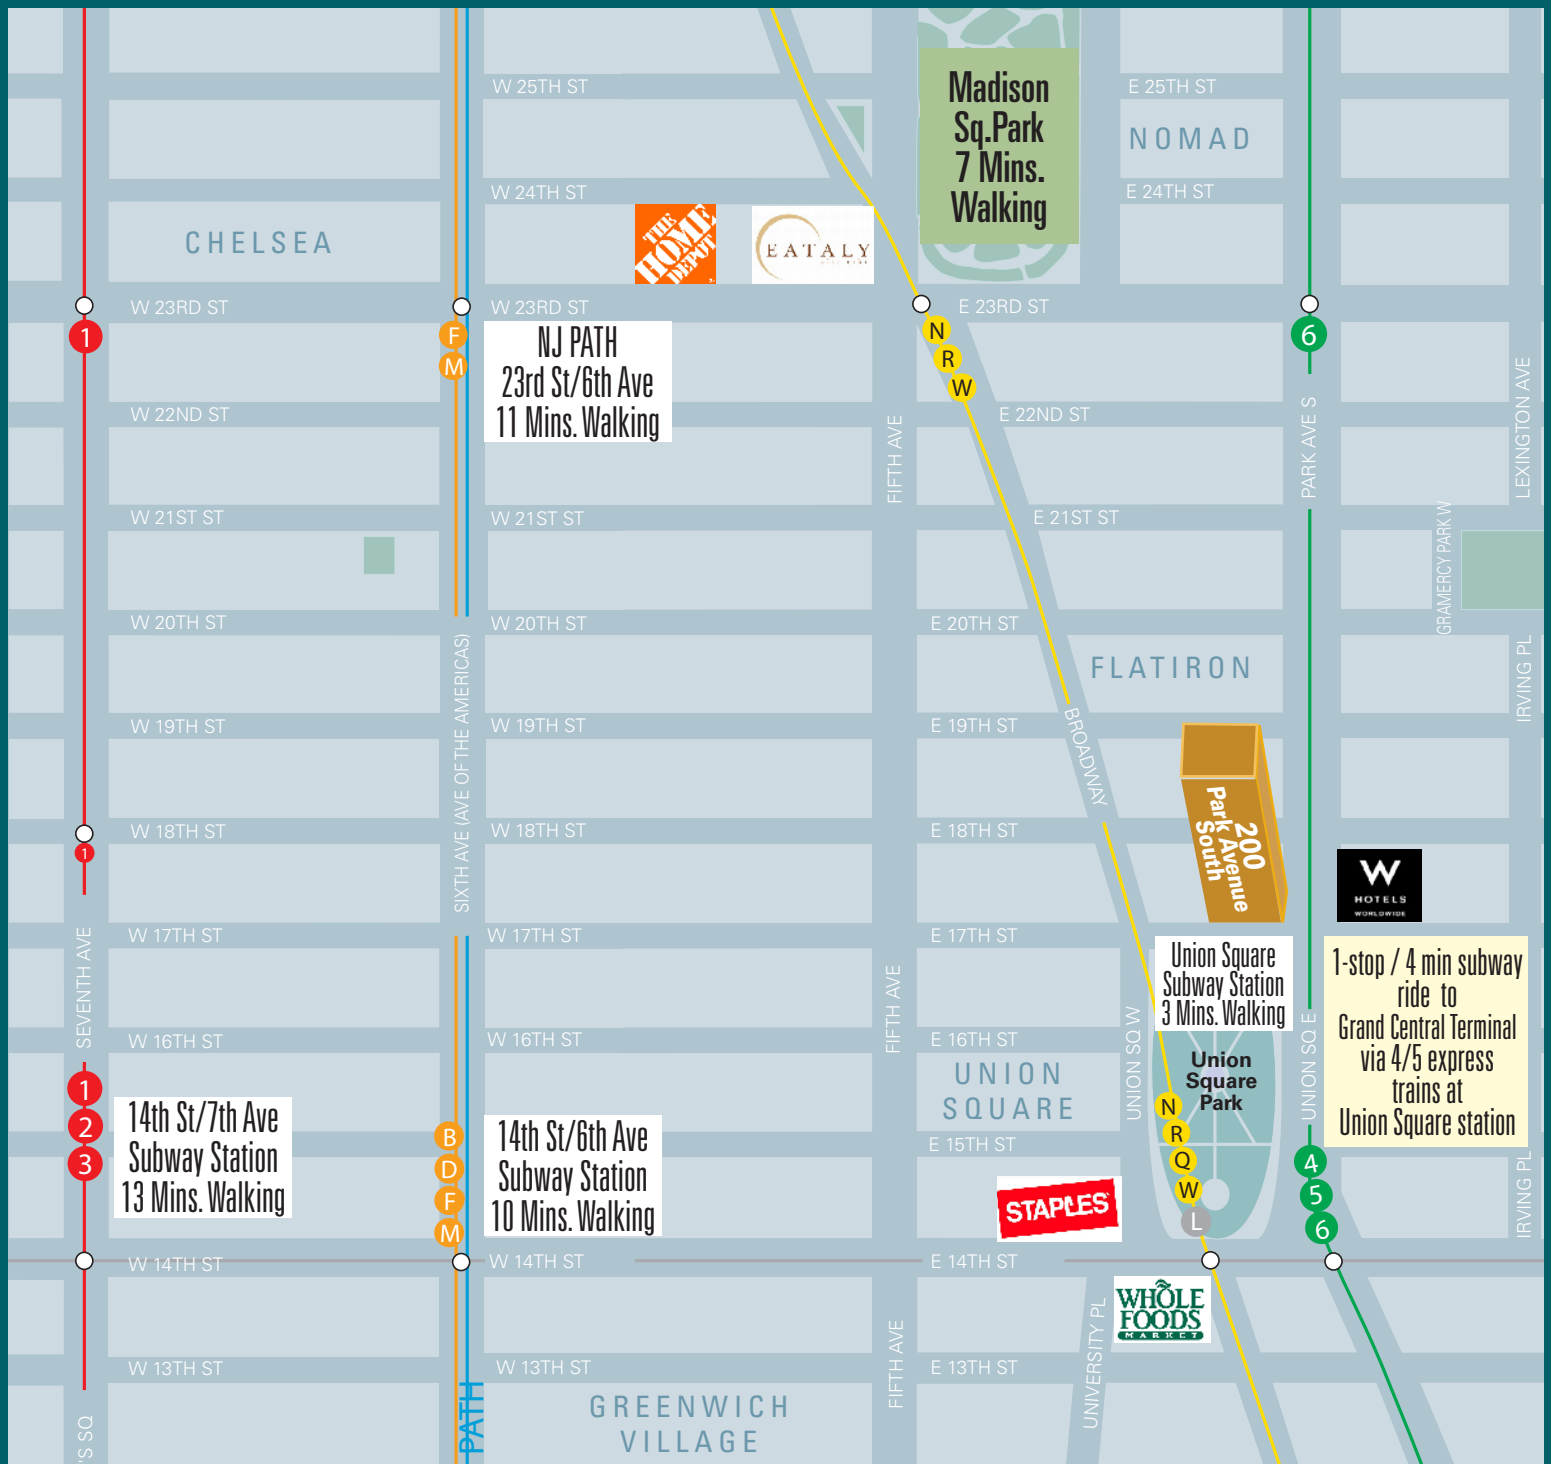 W 25TH ST
E 25TH ST
Madison
Sq.Park
7 Mins.
Walking
NOMAD
W 24TH ST
E 24TH ST
CHELSEA
THE
HOME
DEPOT
EATALY
W 23RD ST
W 23RD ST
E 23RD ST
1
F
M
N
R
W
6
NJ PATH
23rd St/6th Ave
11 Mins. Walking
W 22ND ST
E 22ND ST
FIFTH AVE
PARK AVE S
LEXINGTON AVE
W 21ST ST
W 21ST ST
E 21ST ST
GRAMERCY PARK W
W 20TH ST
W 20TH ST
E 20TH ST
SIXTH AVE (AVE OF THE AMERICAS)
FLATIRON
IRVING PL
W 19TH ST
W 19TH ST
E 19TH ST
BROADWAY
200
Park Avenue
South
W 18TH ST
W 18TH ST
E 18TH ST
1
W
HOTELS
WORLDWIDE
W 17TH ST
W 17TH ST
E 17TH ST
SEVENTH AVE
FIFTH AVE
Union Square
Subway Station
3 Mins. Walking
1-stop / 4 min subway
ride to
Grand Central Terminal
via 4/5 express
trains at
Union Square station
W 16TH ST
W 16TH ST
E 16TH ST
UNION SQ W
UNION SQ E
UNION
SQUARE
Union
Square
Park
1
2
3
14th St/7th Ave
Subway Station
13 Mins. Walking
B
D
F
M
14th St/6th Ave
Subway Station
10 Mins. Walking
E 15TH ST
N
R
Q
W
L
4
5
6
STAPLES
IRVING PL
W 14TH ST
W 14TH ST
E 14TH ST
WHOLE
FOODS
MARKET
UNIVERSITY PL
FIFTH AVE
W 13TH ST
W 13TH ST
E 13TH ST
PATH
GREENWICH
VILLAGE
'S SQ